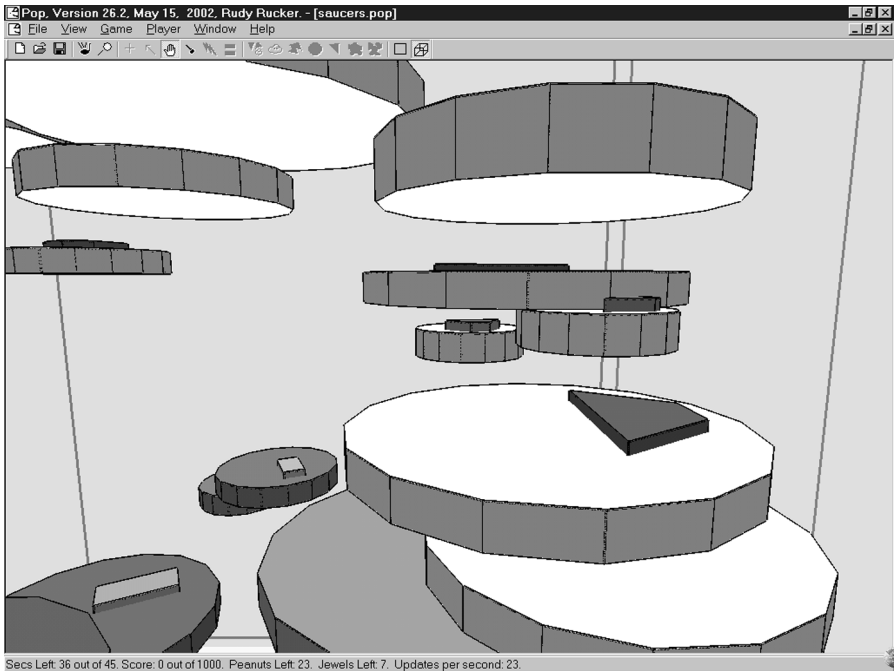 Pop, Version 26.2, May 15, 2002, Rudy Rucker. - [saucers.pop]
File View Game Player Window Help
Secs Left: 36 out of 45. Score: 0 out of 1000. Peanuts Left: 23. Jewels Left: 7. Updates per second: 23.